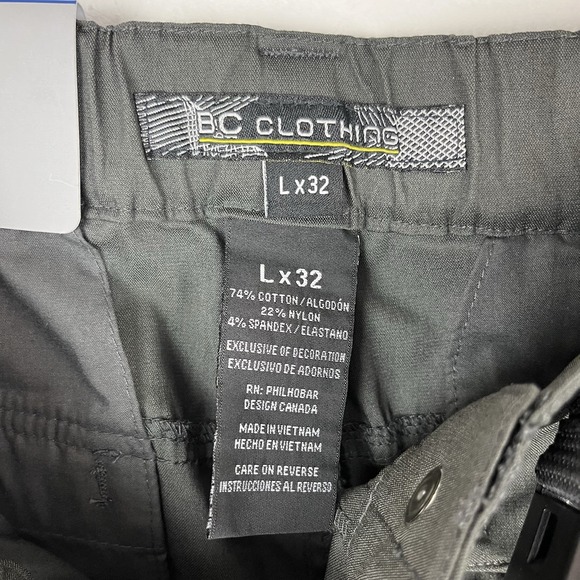 BC CLOTHING
L x 32
L x 32
74% COTTON/ALGODÓN
22% NYLON
4% SPANDEX/ELASTANO
EXCLUSIVE OF DECORATION
EXCLUSIVO DE ADORNOS
RN: PHILHOBAR
DESIGN CANADA
MADE IN VIETNAM
HECHO EN VIETNAM
CARE ON REVERSE
INSTRUCCIONES AL REVERSO